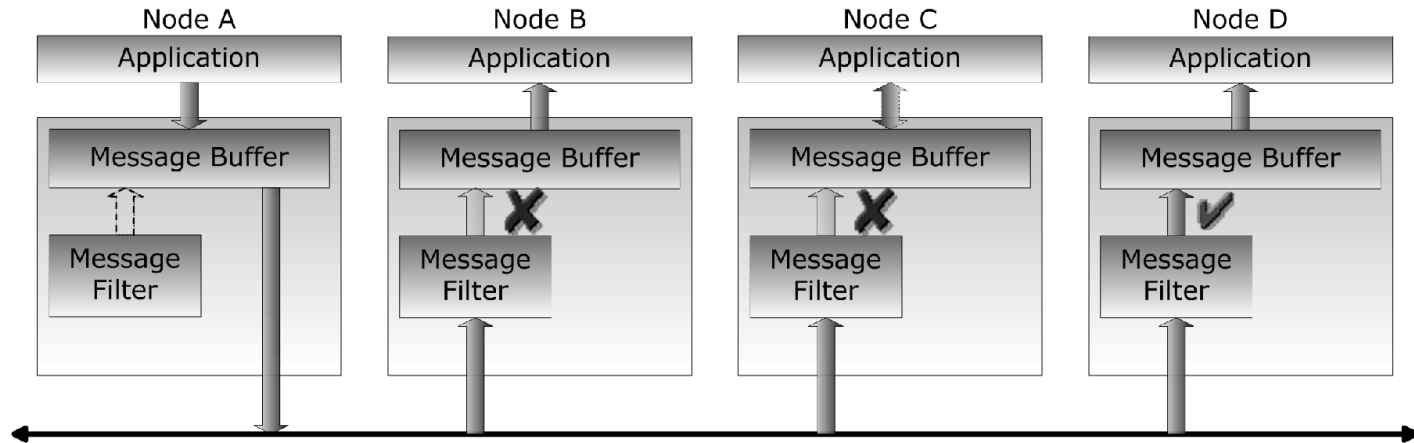 Node A
Node B
Node C
Node D
Application
Application
Application
Application
Message Buffer
Message Buffer
Message Buffer
Message Buffer
Message
Filter
Message
Filter
Message
Filter
Message
Filter